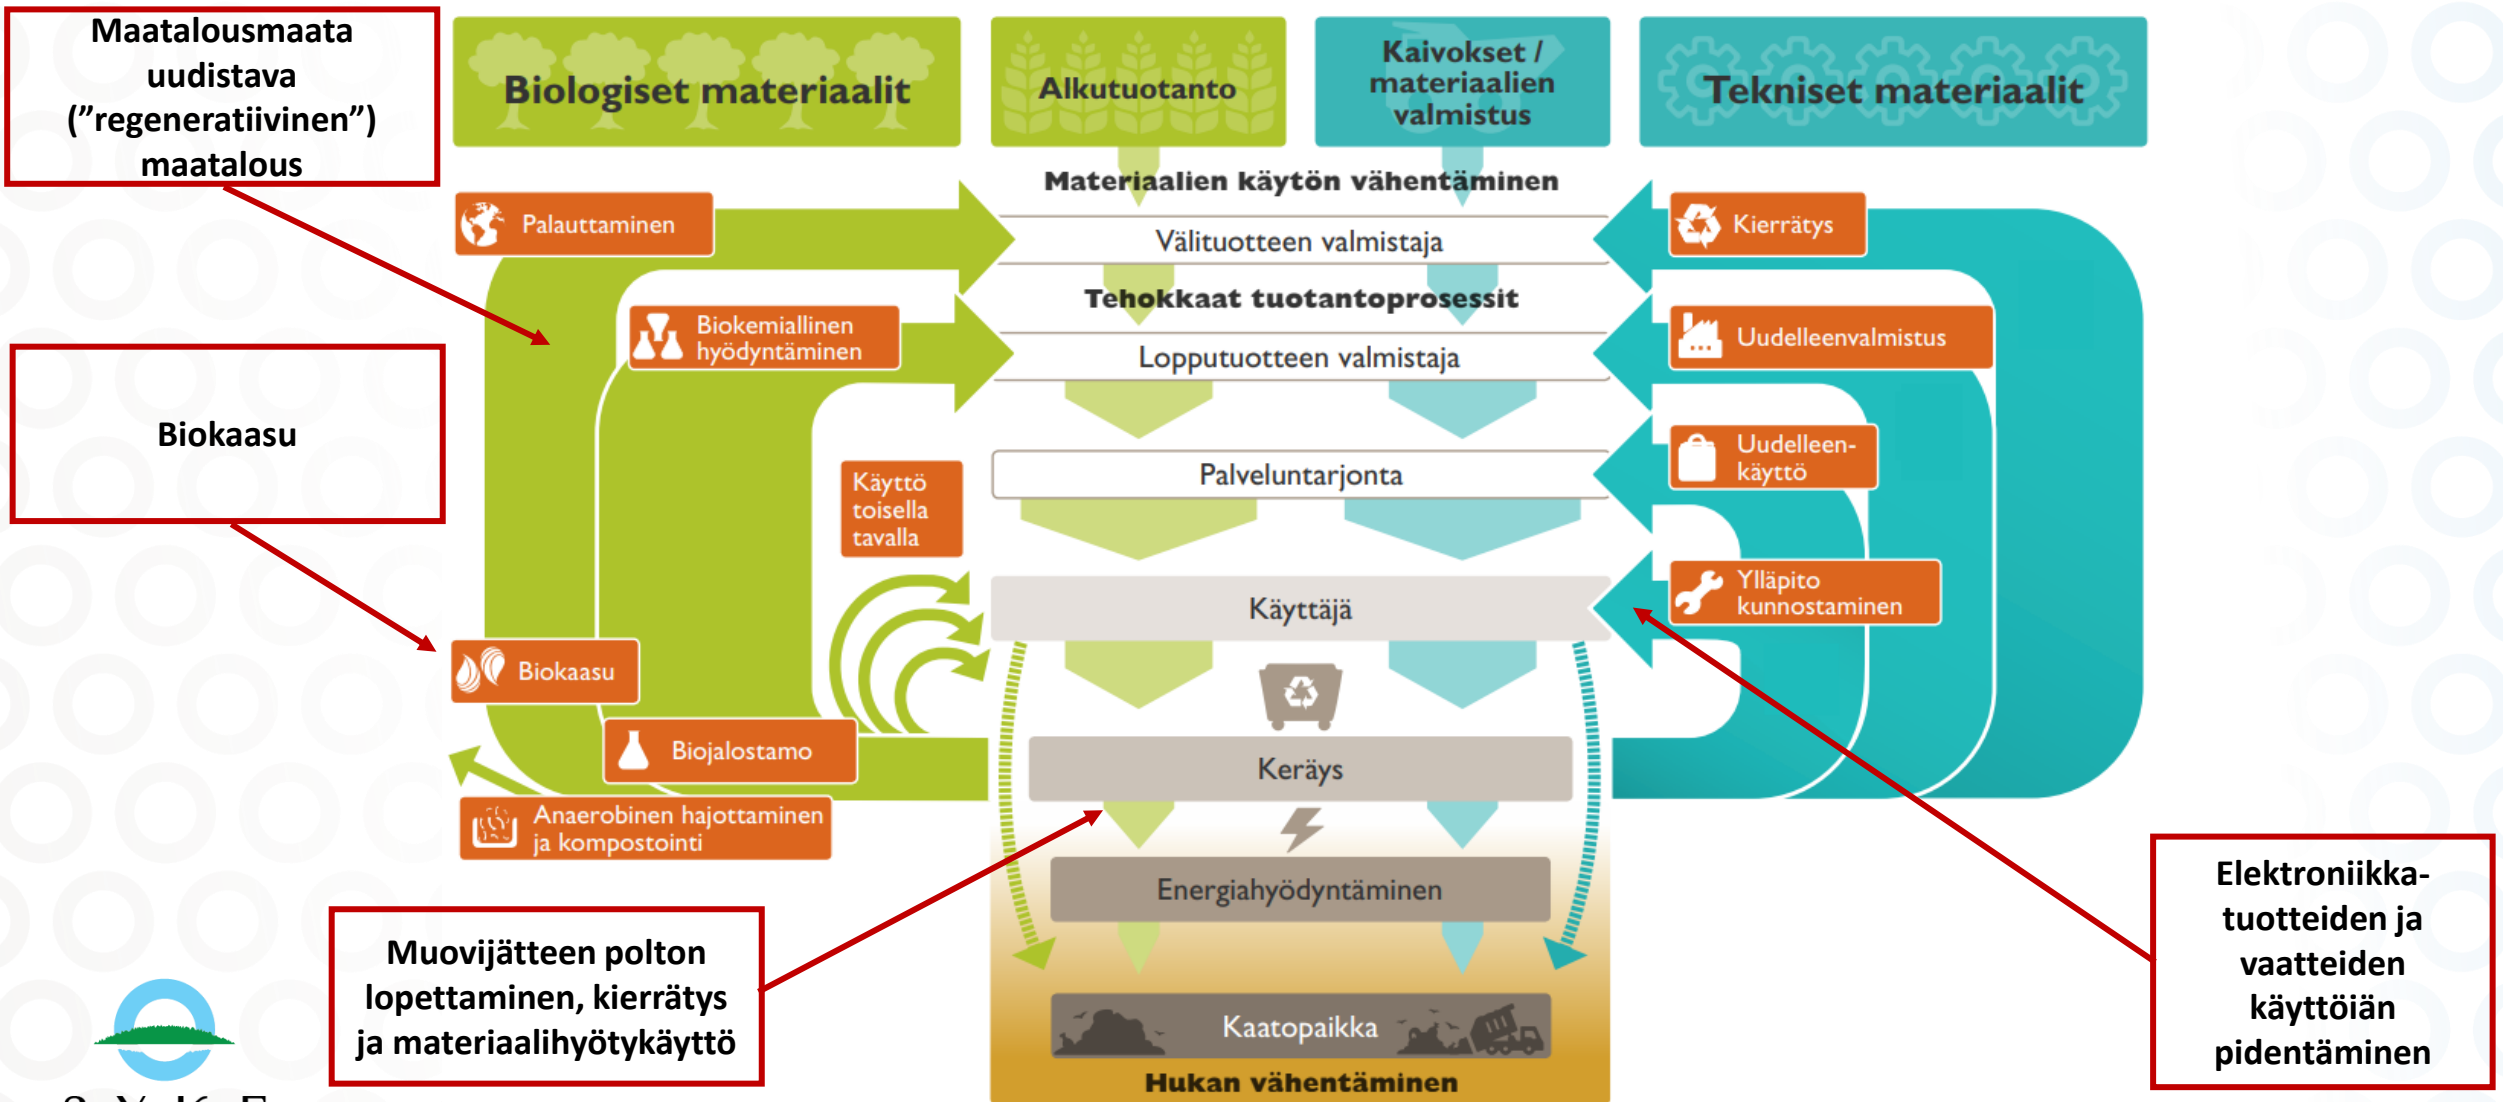 Maatalousmaata
uudistava
(”regeneratiivinen”)
maatalous
Biologiset materiaalit
Alkutuotanto
Kaivokset /
materiaalien
valmistus
Tekniset materiaalit
Materiaalien käytön vähentäminen
Palauttaminen
Välituotteen valmistaja
Kierrätys
Tehokkaat tuotantoprosessit
Biokemiallinen
hyödyntäminen
Lopputuotteen valmistaja
Uudelleenvalmistus
Biokaasu
Käyttö
toisella
tavalla
Palveluntarjonta
Uudelleen-
käyttö
Käyttäjä
Ylläpito
kunnostaminen
Biokaasu
Biojalostamo
Keräys
Anaerobinen hajottaminen
ja kompostointi
Energiahyödyntäminen
Muovijätteen polton
lopettaminen, kierrätys
ja materiaalihyötykäyttö
Elektroniikka-
tuotteiden ja
vaatteiden
käyttöiän
pidentäminen
Kaatopaikka
Hukan vähentäminen
S Y K E